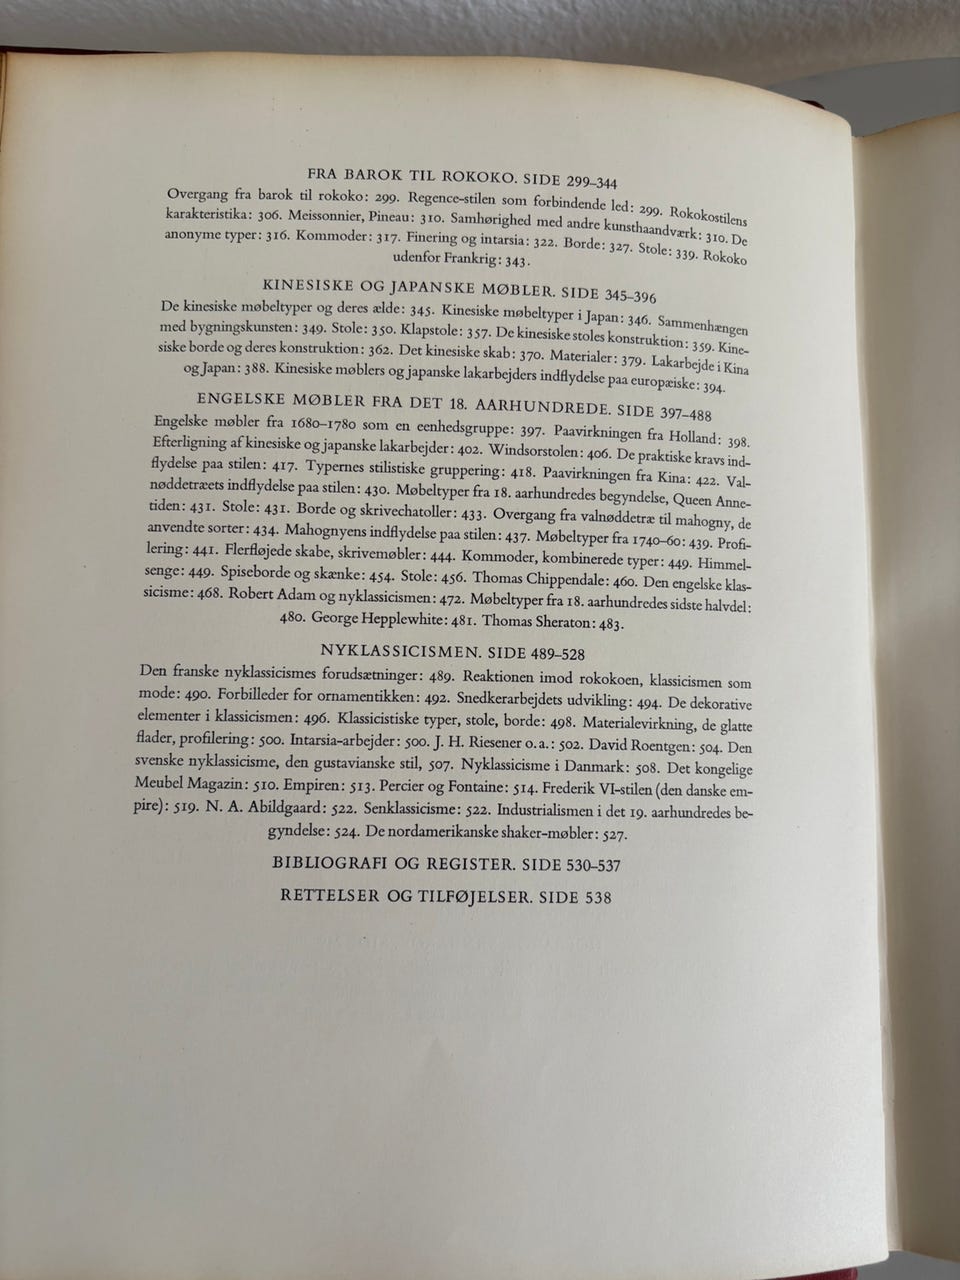 FRA BAROK TIL ROKOKO. SIDE 299–344
Overgang fra barok til rokoko: 299. Regence-stilen som forbindende led: 299. Rokokostilens
karakteristika: 306. Meissonnier, Pineau: 310. Samhørighed med andre kunsthaandværk: 310. De
anonyme typer: 316. Kommoder: 317. Finering og intarsia: 322. Borde: 327. Stole: 339. Rokoko
udenfor Frankrig: 343.
KINESISKE OG JAPANSKE MØBLER. SIDE 345–396
De kinesiske møbeltyper og deres ælde: 345. Kinesiske møbeltyper i Japan: 346. Sammenhængen
med bygningskunsten: 349. Stole: 350. Klapstole: 357. De kinesiske stoles konstruktion: 359. Kine-
siske borde og deres konstruktion: 362. Det kinesiske skab: 370. Materialer: 379. Lakarbejde i Kina
og Japan: 388. Kinesiske møblers og japanske lakarbejders indflydelse paa europæiske: 394.
ENGELSKE MØBLER FRA DET 18. AARHUNDREDE. SIDE 397–488
Engelske møbler fra 1680–1780 som en eenhedsgruppe: 397. Paavirkningen fra Holland: 398.
Efterligning af kinesiske og japanske lakarbejder: 402. Windsorstolen: 406. De praktiske kravs ind-
flydelse paa stilen: 417. Typernes stilistiske gruppering: 418. Paavirkningen fra Kina: 422. Val-
nøddetræets indflydelse paa stilen: 430. Møbeltyper fra 18. aarhundredes begyndelse, Queen Anne-
tiden: 431. Stole: 431. Borde og skrivechatoller: 433. Overgang fra valnøddetræ til mahogny, de
anvendte sorter: 434. Mahognyens indflydelse paa stilen: 437. Møbeltyper fra 1740–60: 439. Profi-
lering: 441. Flerfløjede skabe, skrivemøbler: 444. Kommoder, kombinerede typer: 449. Himmel-
senge: 449. Spiseborde og skænke: 454. Stole: 456. Thomas Chippendale: 460. Den engelske klas-
sicisme: 468. Robert Adam og nyklassicismen: 472. Møbeltyper fra 18. aarhundredes sidste halvdel:
480. George Hepplewhite: 481. Thomas Sheraton: 483.
NYKLASSICISMEN. SIDE 489–528
Den franske nyklassicismes forudsætninger: 489. Reaktionen imod rokokoen, klassicismen som
mode: 490. Forbilleder for ornamentikken: 492. Snedkerarbejdets udvikling: 494. De dekorative
elementer i klassicismen: 496. Klassicistiske typer, stole, borde: 498. Materialevirkning, de glatte
flader, profilering: 500. Intarsia-arbejder: 500. J. H. Riesener o.a.: 502. David Roentgen: 504. Den
svenske nyklassicisme, den gustavianske stil, 507. Nyklassicisme i Danmark: 508. Det kongelige
Meubel Magazin: 510. Empiren: 513. Percier og Fontaine: 514. Frederik VI-stilen (den danske em-
pire): 519. N. A. Abildgaard: 522. Senklassicisme: 522. Industrialismen i det 19. aarhundredes be-
gyndelse: 524. De nordamerikanske shaker-møbler: 527.
BIBLIOGRAFI OG REGISTER. SIDE 530–537
RETTELSER OG TILFØJELSER. SIDE 538